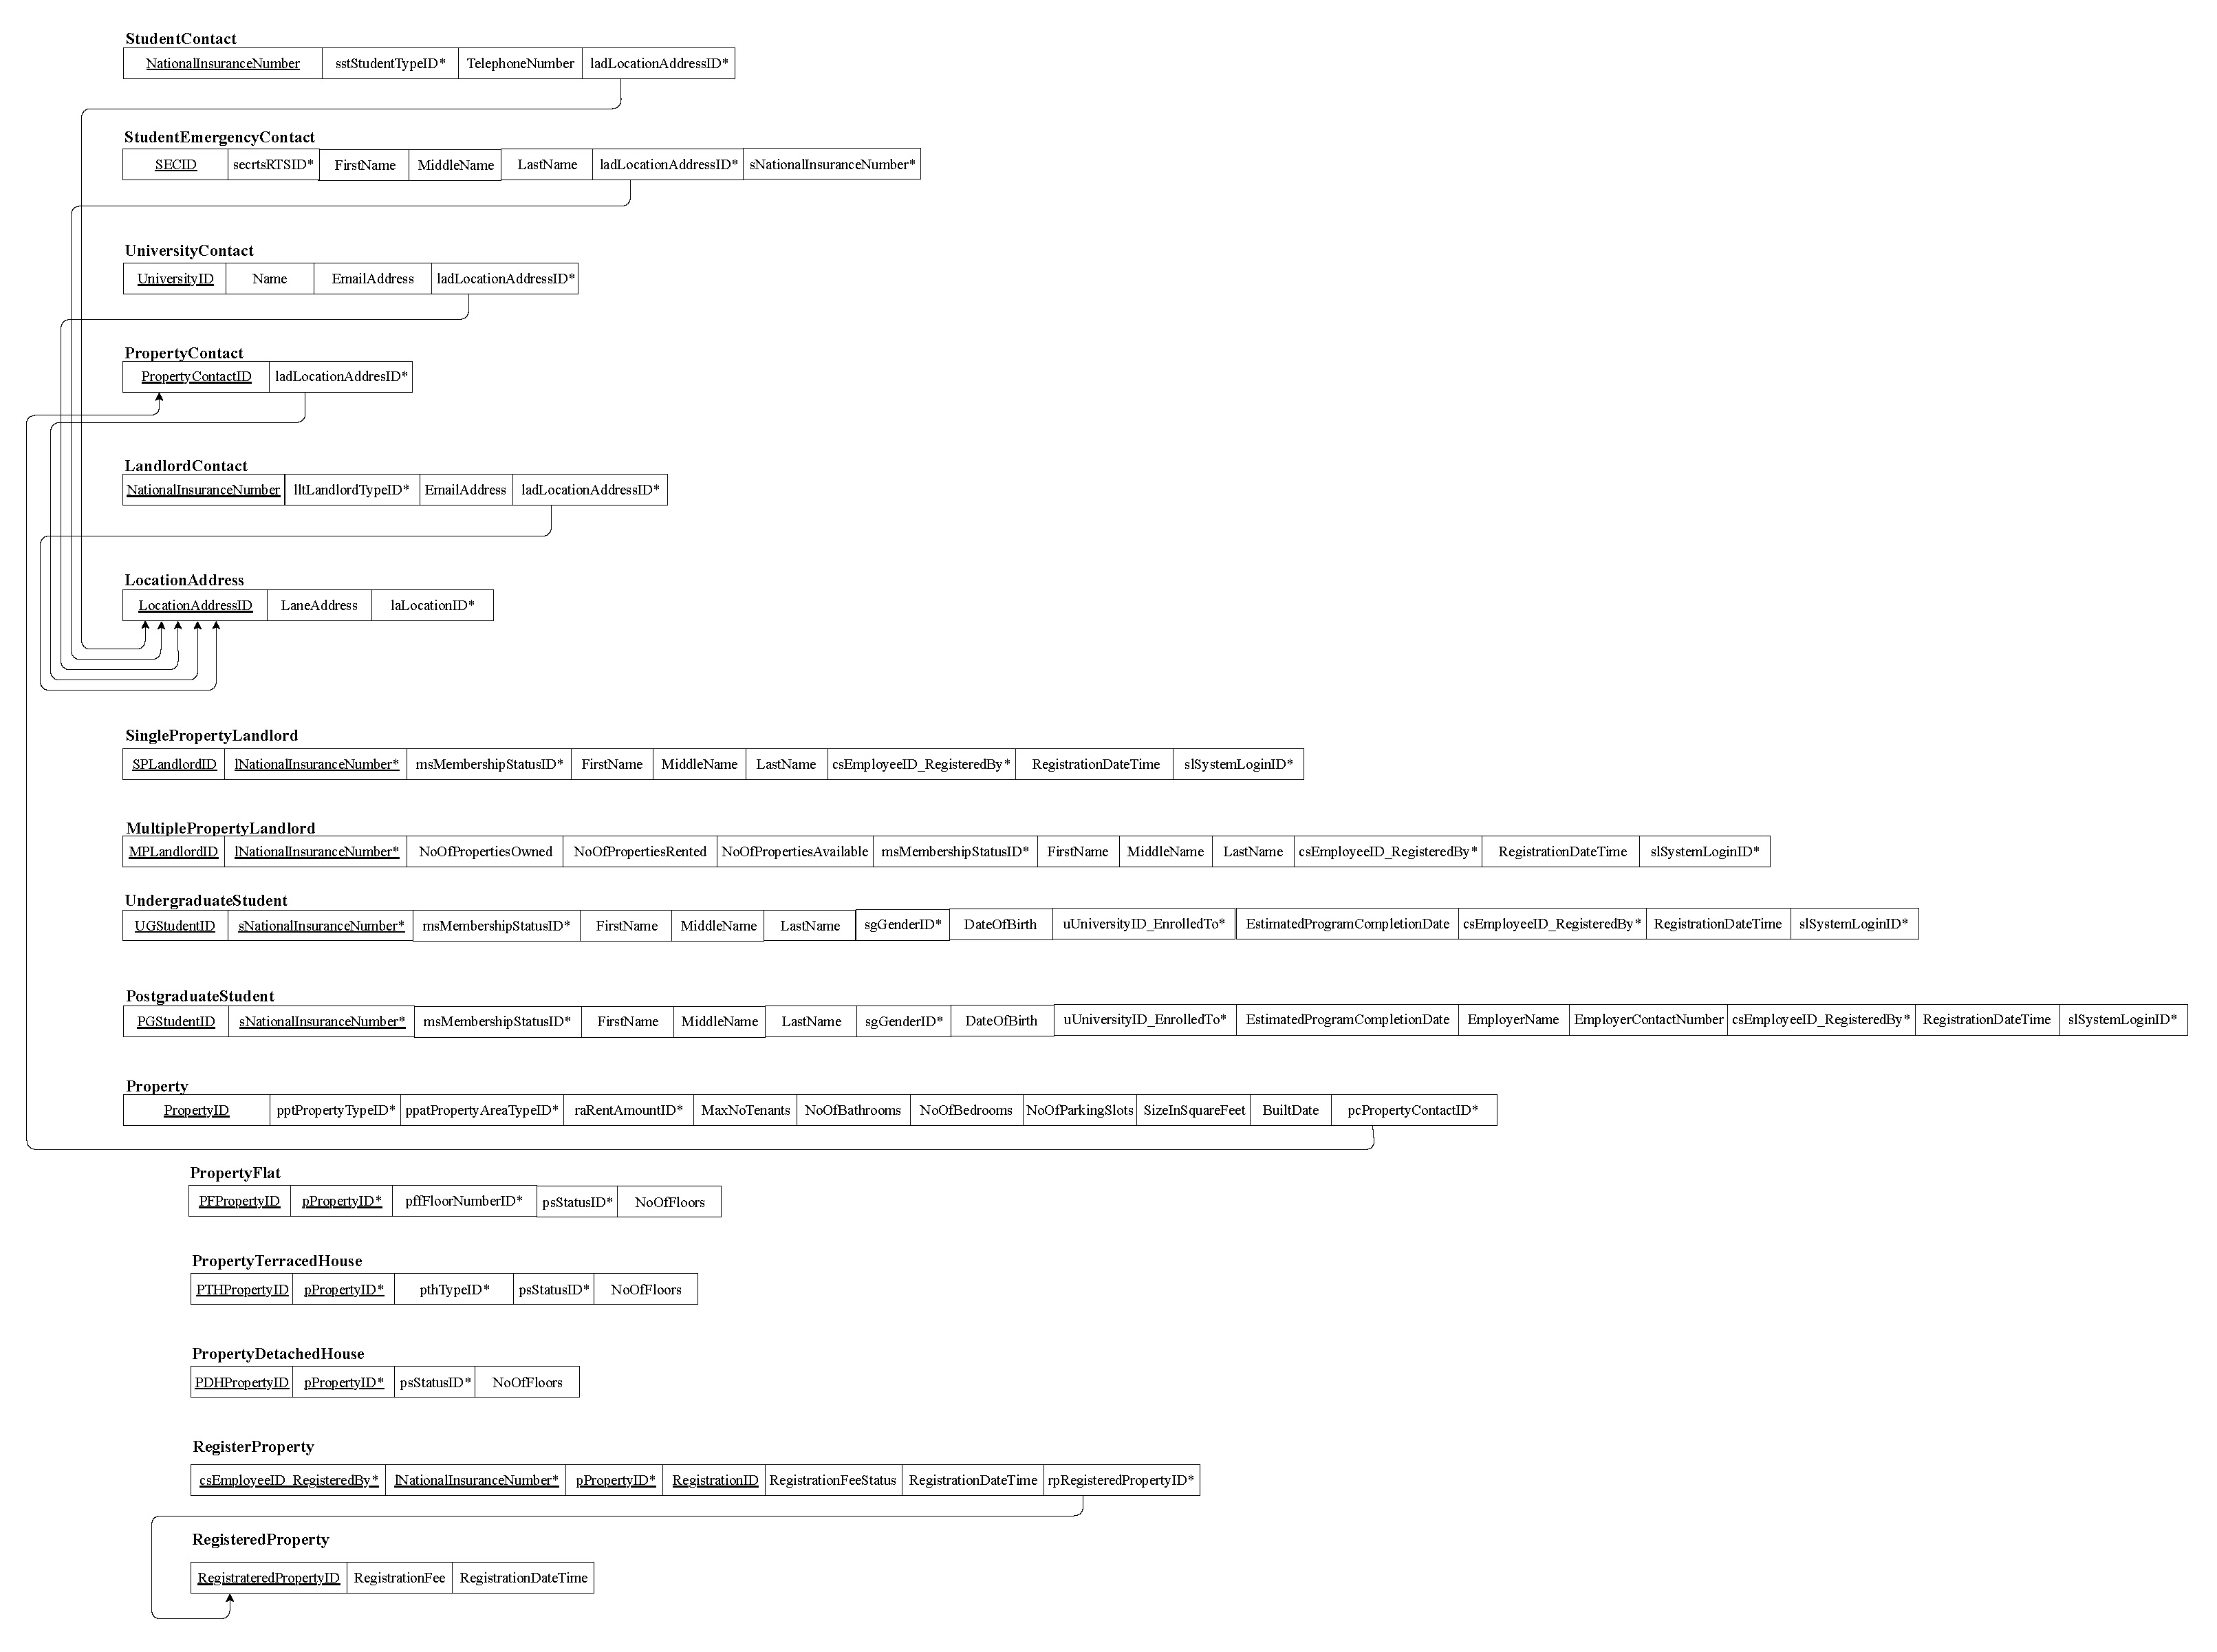 StudentContact
NationalInsuranceNumber sstStudentTypeID* TelephoneNumber ladLocationAddressID*
StudentEmergencyContact
SECID secrtsRTSID* FirstName MiddleName LastName ladLocationAddressID* sNationalInsuranceNumber*
UniversityContact
UniversityID Name EmailAddress ladLocationAddressID*
PropertyContact
PropertyContactID ladLocationAddresID*
LandlordContact
NationalInsuranceNumber lltLandlordTypeID* EmailAddress ladLocationAddressID*
LocationAddress
LocationAddressID LaneAddress laLocationID*
SinglePropertyLandlord
SPLandlordID lNationalInsuranceNumber* msMembershipStatusID* FirstName MiddleName LastName csEmployeeID_RegisteredBy* RegistrationDateTime slSystemLoginID*
MultiplePropertyLandlord
MPLandlordID lNationalInsuranceNumber* NoOfPropertiesOwned NoOfPropertiesRented NoOfPropertiesAvailable msMembershipStatusID* FirstName MiddleName LastName csEmployeeID_RegisteredBy* RegistrationDateTime slSystemLoginID*
UndergraduateStudent
UGStudentID sNationalInsuranceNumber* msMembershipStatusID* FirstName MiddleName LastName sgGenderID* DateOfBirth uUniversityID_EnrolledTo* EstimatedProgramCompletionDate csEmployeeID_RegisteredBy* RegistrationDateTime slSystemLoginID*
PostgraduateStudent
PGStudentID sNationalInsuranceNumber* msMembershipStatusID* FirstName MiddleName LastName sgGenderID* DateOfBirth uUniversityID_EnrolledTo* EstimatedProgramCompletionDate EmployerName EmployerContactNumber csEmployeeID_RegisteredBy* RegistrationDateTime slSystemLoginID*
Property
PropertyID pptPropertyTypeID* ppatPropertyAreaTypeID* raRentAmountID* MaxNoTenants NoOfBathrooms NoOfBedrooms NoOfParkingSlots SizeInSquareFeet BuiltDate pcPropertyContactID*
PropertyFlat
PFPropertyID pPropertyID* pffFloorNumberID* psStatusID* NoOfFloors
PropertyTerracedHouse
PTHPropertyID pPropertyID* pthTypeID* psStatusID* NoOfFloors
PropertyDetachedHouse
PDHPropertyID pPropertyID* psStatusID* NoOfFloors
RegisterProperty
csEmployeeID_RegisteredBy* lNationalInsuranceNumber* pPropertyID* RegistrationID RegistrationFeeStatus RegistrationDateTime rpRegisteredPropertyID*
RegisteredProperty
RegistrateredPropertyID RegistrationFee RegistrationDateTime